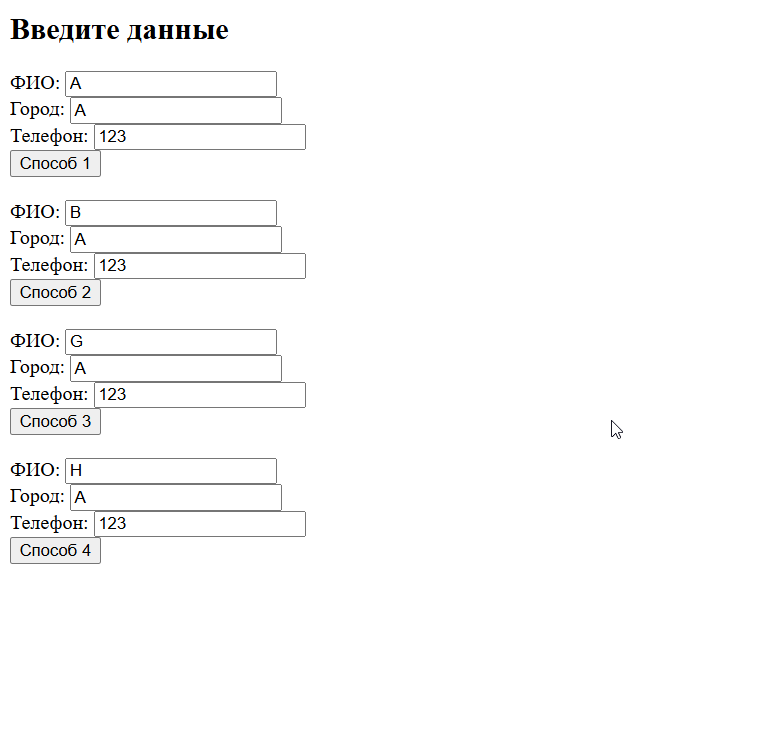 Введите данные
ФИО: A
Город: A
Телефон: 123
Способ 1
ФИО: B
Город: A
Телефон: 123
Способ 2
ФИО: G
Город: A
Телефон: 123
Способ 3
ФИО: H
Город: A
Телефон: 123
Способ 4